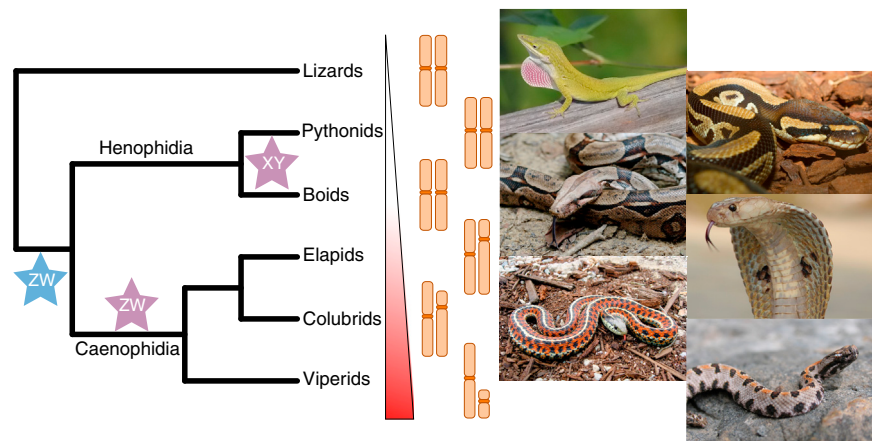 Lizards
Pythonids
Henophidia
XY
Boids
Elapids
ZW
ZW
Colubrids
Caenophidia
Viperids